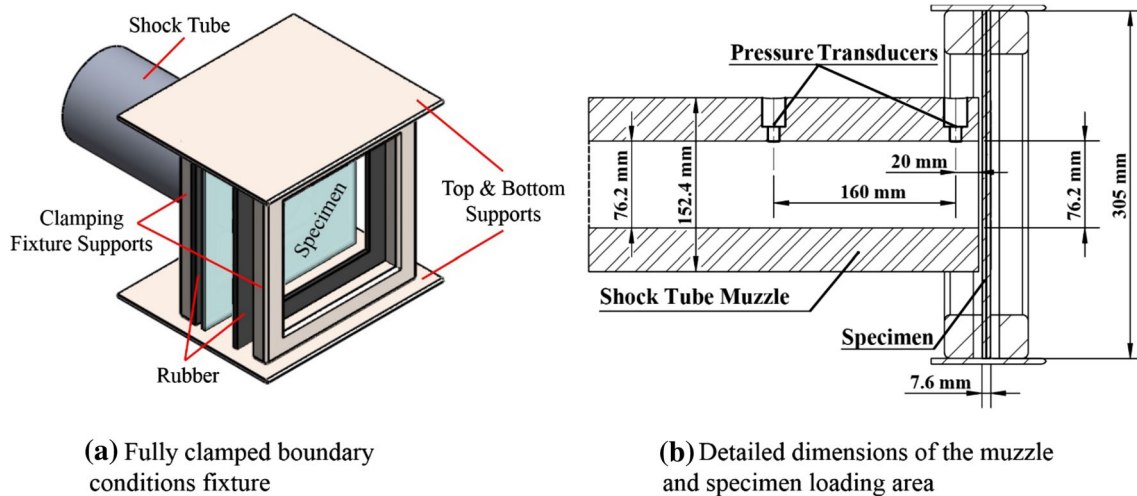 Shock Tube
Clamping
Fixture Supports
Specimen
Top & Bottom
Supports
Rubber
(a) Fully clamped boundary
conditions fixture
Pressure Transducers
20 mm
160 mm
76.2 mm
152.4 mm
76.2 mm
305 mm
Shock Tube Muzzle
Specimen
7.6 mm
(b) Detailed dimensions of the muzzle
and specimen loading area